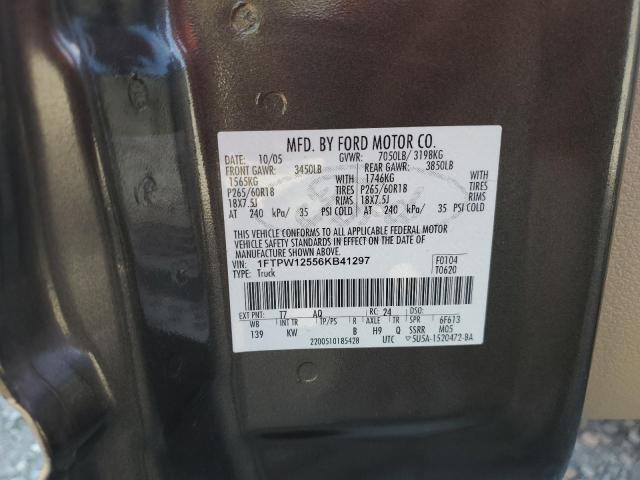 MFD. BY FORD MOTOR CO.
DATE: 10/05 GVWR: 7050LB/ 3198KG
FRONT GAWR: 3450LB REAR GAWR: 3850LB
1565KG WITH 1746KG WITH
P265/60R18 TIRES P265/60R18 TIRES
18X7.5J RIMS 18X7.5J RIMS
AT 240 kPa/ 35 PSI COLD AT 240 kPa/ 35 PSI COLD
THIS VEHICLE CONFORMS TO ALL APPLICABLE FEDERAL MOTOR
VEHICLE SAFETY STANDARDS IN EFFECT ON THE DATE OF
MANUFACTURE SHOWN ABOVE.
VIN: 1FTPW12556KB41297 F0104
TYPE: Truck T0620
EXT PNT: T7 AQ RC: 24 DSO:
WB INT TR TP/PS R AXLE TR SPR 6F613
139 KW B H9 Q SSRR M05
2200510185428 UTC 5U5A-1520472-BA